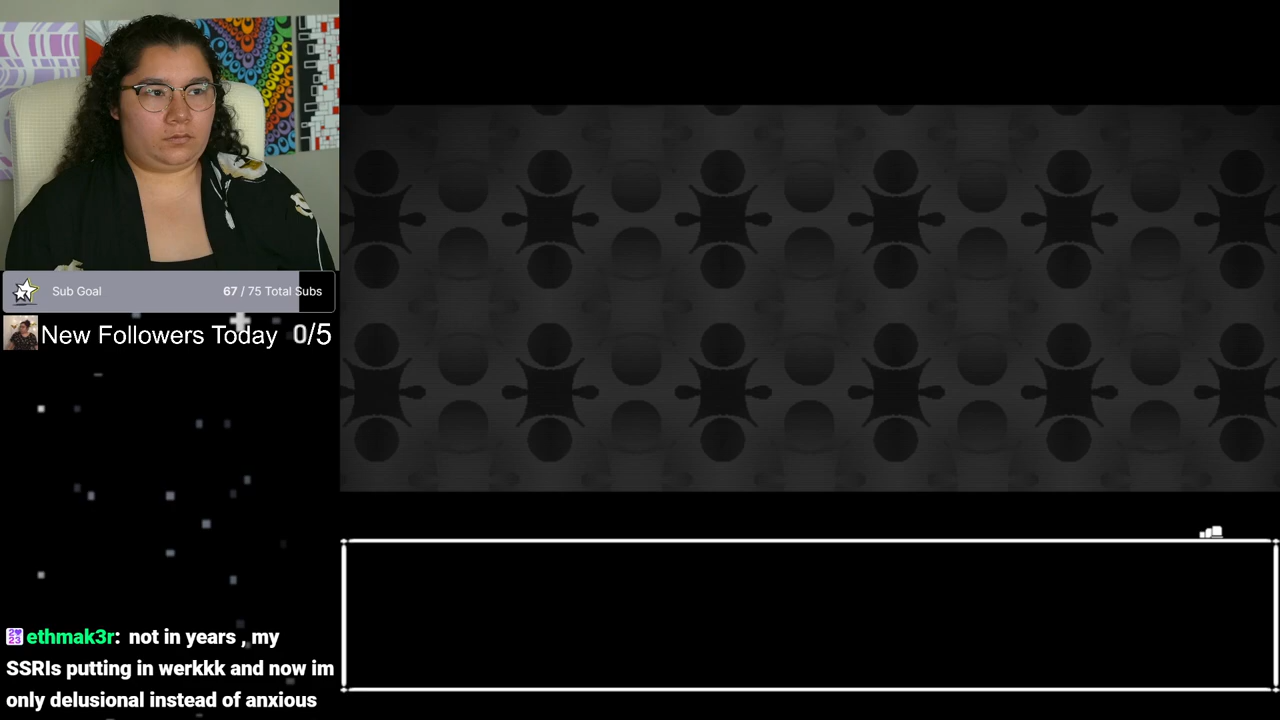 Sub Goal 67 / 75 Total Subs
New Followers Today 0/5
ethmak3r: not in years , my
SSRIs putting in werkkk and now im
only delusional instead of anxious